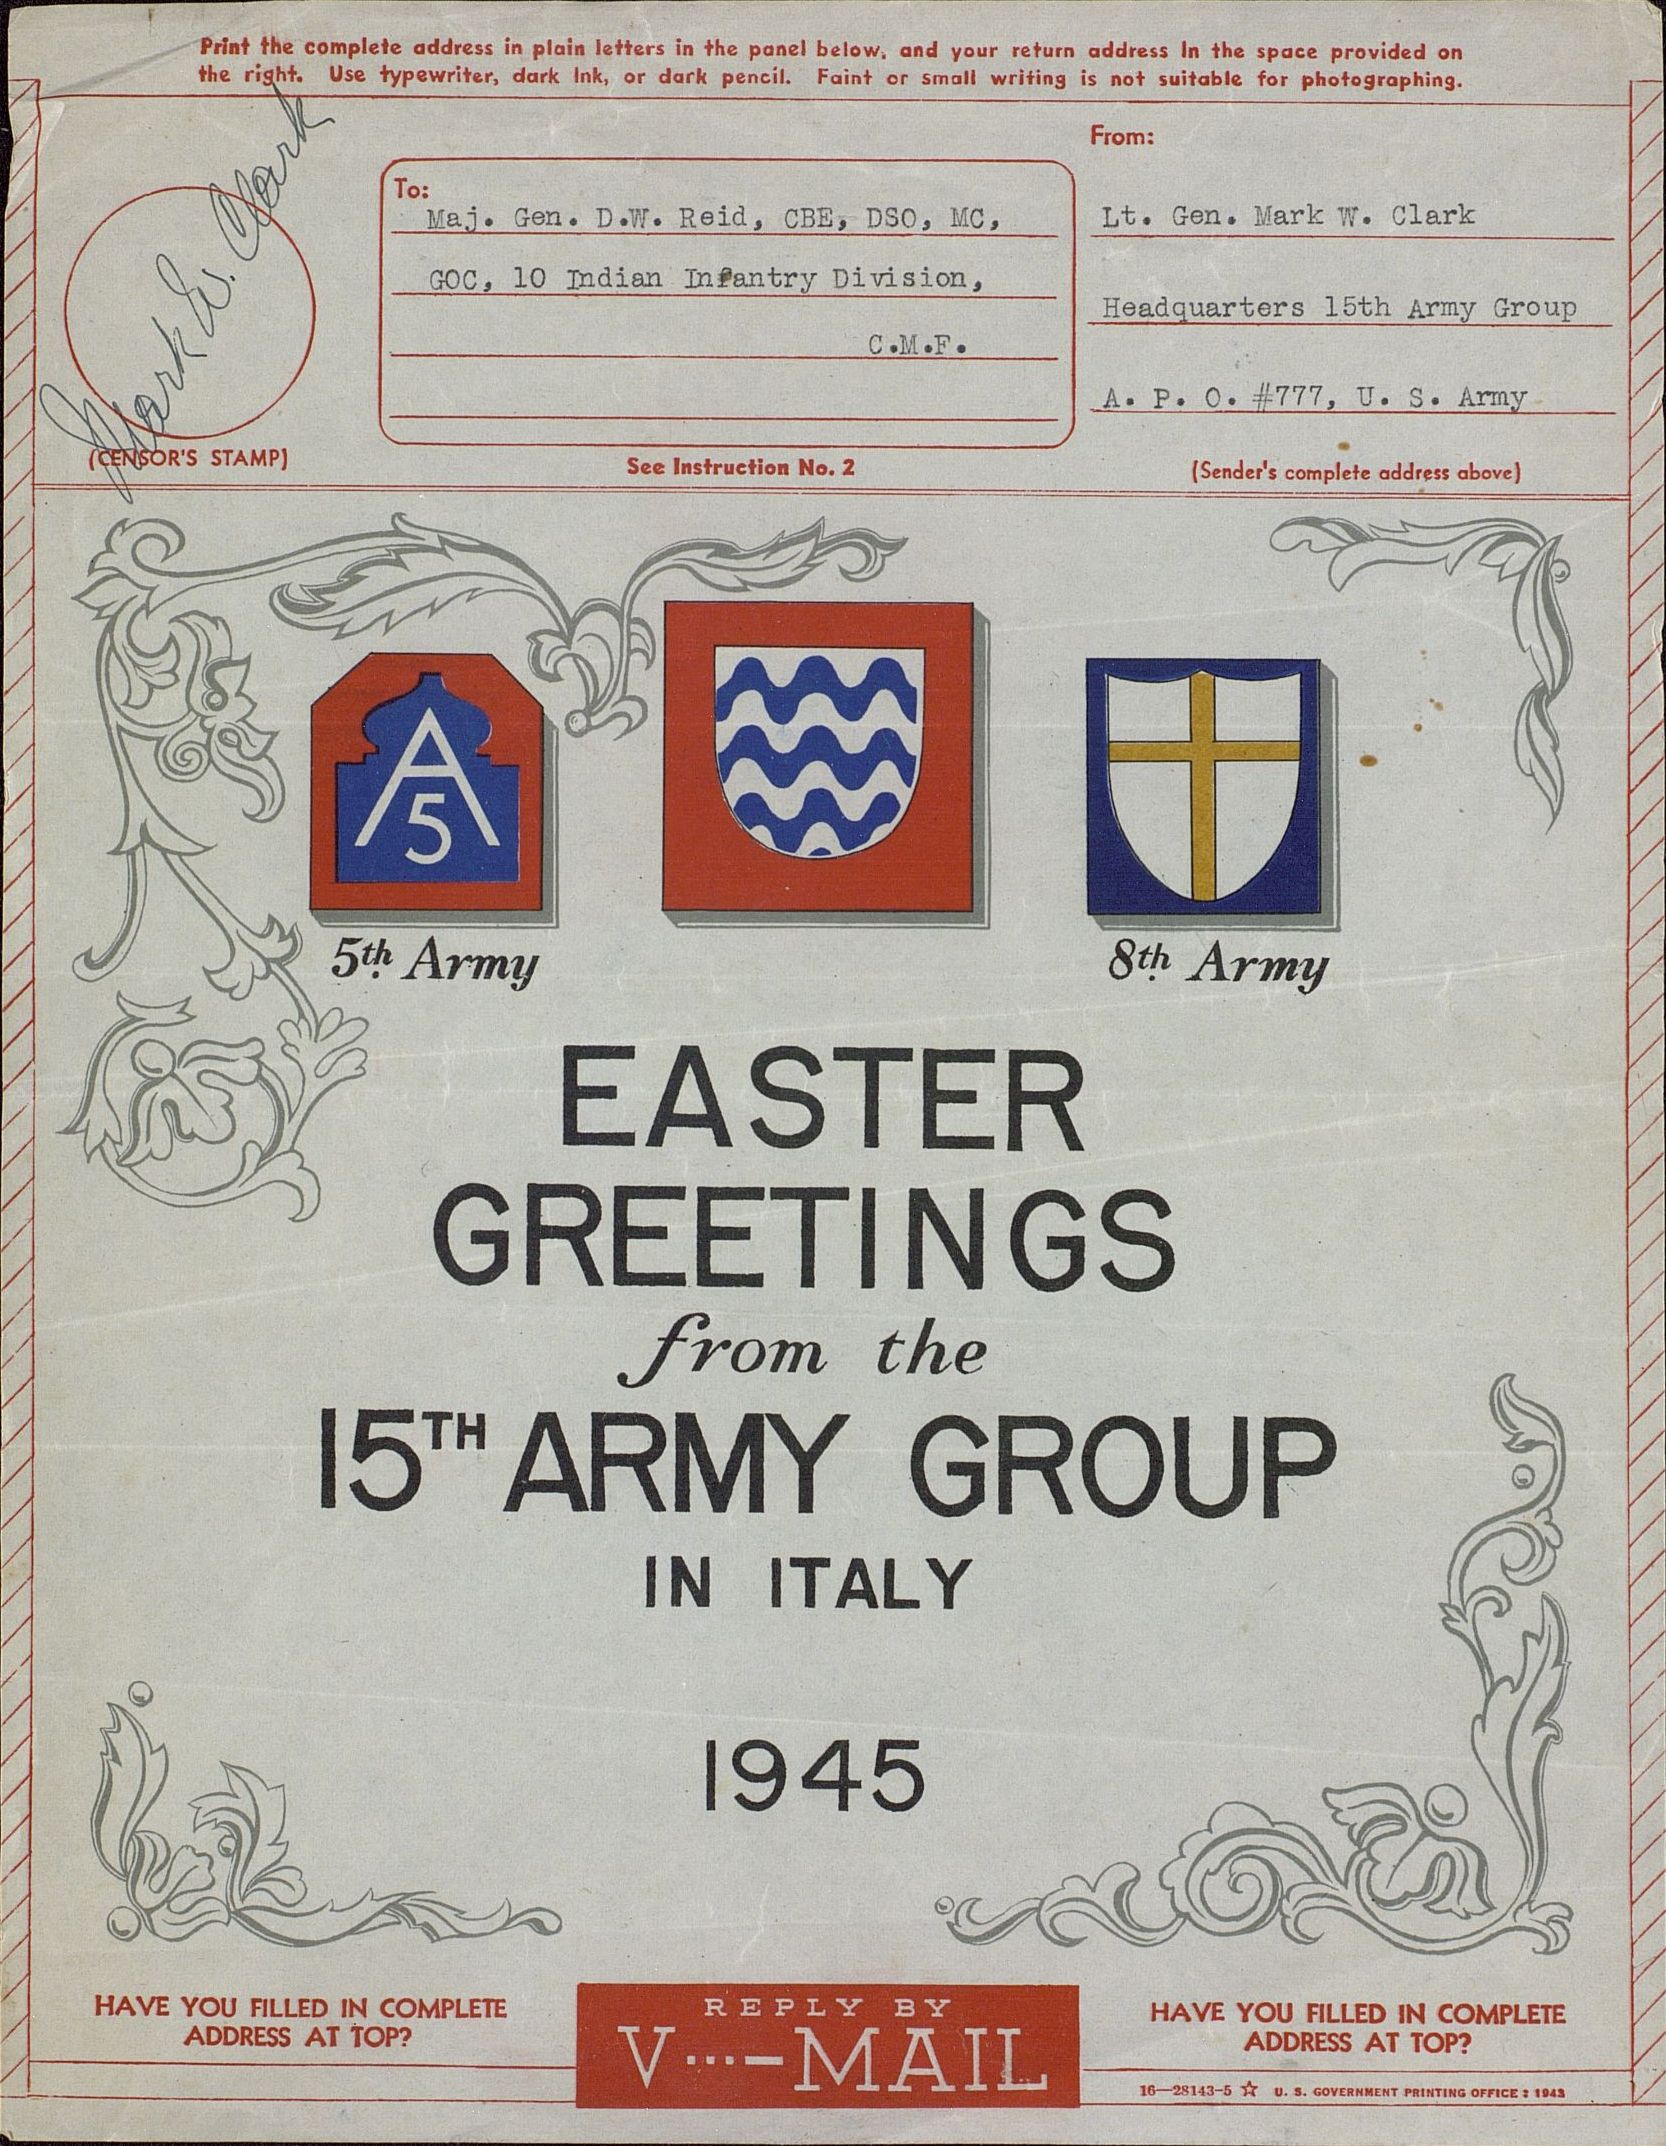 Print the complete address in plain letters in the panel below, and your return address in the space provided on
the right. Use typewriter, dark ink, or dark pencil. Faint or small writing is not suitable for photographing.
Mark W. Clark
(CENSOR'S STAMP)
To:
Maj. Gen. D.W. Reid, CBE, DSO, MC,
GOC, 10 Indian Infantry Division,
C.M.F.
See Instruction No. 2
From:
Lt. Gen. Mark W. Clark
Headquarters 15th Army Group
A. P. O. #777, U. S. Army
(Sender's complete address above)
A
5
5th Army
8th Army
EASTER
GREETINGS
from the
15TH ARMY GROUP
IN ITALY
1945
HAVE YOU FILLED IN COMPLETE
ADDRESS AT TOP?
REPLY BY
V···—MAIL
HAVE YOU FILLED IN COMPLETE
ADDRESS AT TOP?
16—28143-5 ☆ U. S. GOVERNMENT PRINTING OFFICE : 1943